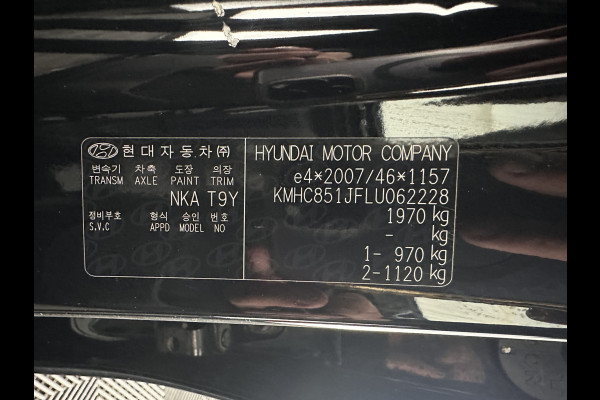 현대자동차(주)
변속기 차축 도장 의장
TRANSM AXLE PAINT TRIM
NKA T9Y
정비부호 형식 승인 번호
S.V.C APPD MODEL NO
HYUNDAI MOTOR COMPANY
e4*2007/46*1157
KMHC851JFLU062228
1970 kg
- kg
1- 970 kg
2-1120 kg